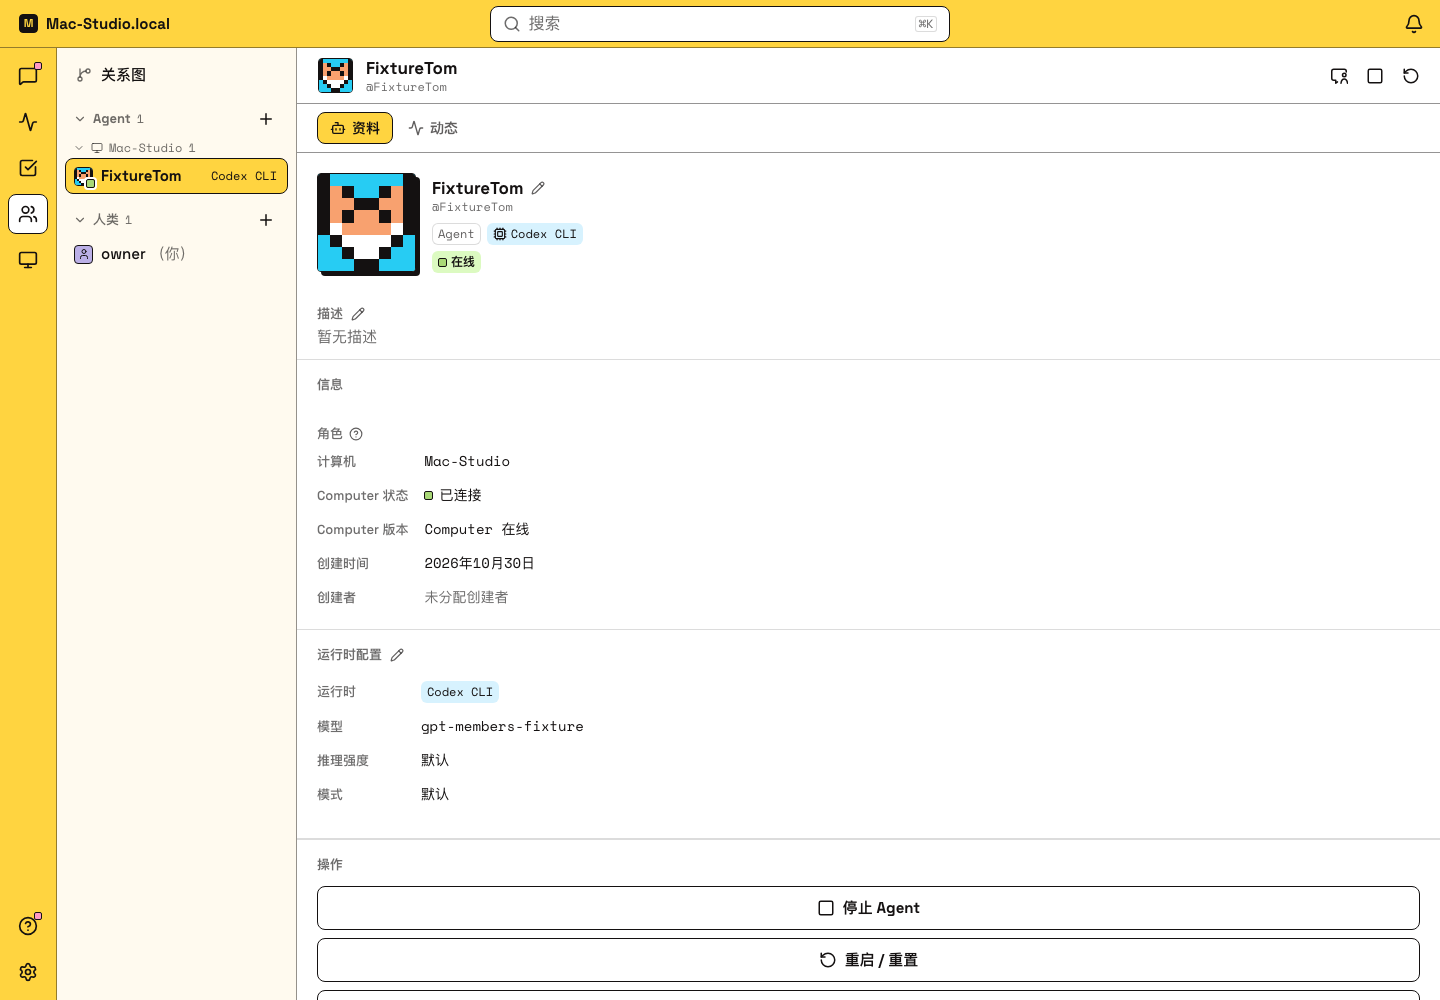 M Mac-Studio.local
搜索 ⌘K
关系图
Agent 1
Mac-Studio 1
FixtureTom Codex CLI
人类 1
owner （你）
FixtureTom
@FixtureTom
资料 动态
FixtureTom
@FixtureTom
Agent Codex CLI
在线
描述
暂无描述
信息
角色
计算机 Mac-Studio
Computer 状态 已连接
Computer 版本 Computer 在线
创建时间 2026年10月30日
创建者 未分配创建者
运行时配置
运行时 Codex CLI
模型 gpt-members-fixture
推理强度 默认
模式 默认
操作
停止 Agent
重启 / 重置